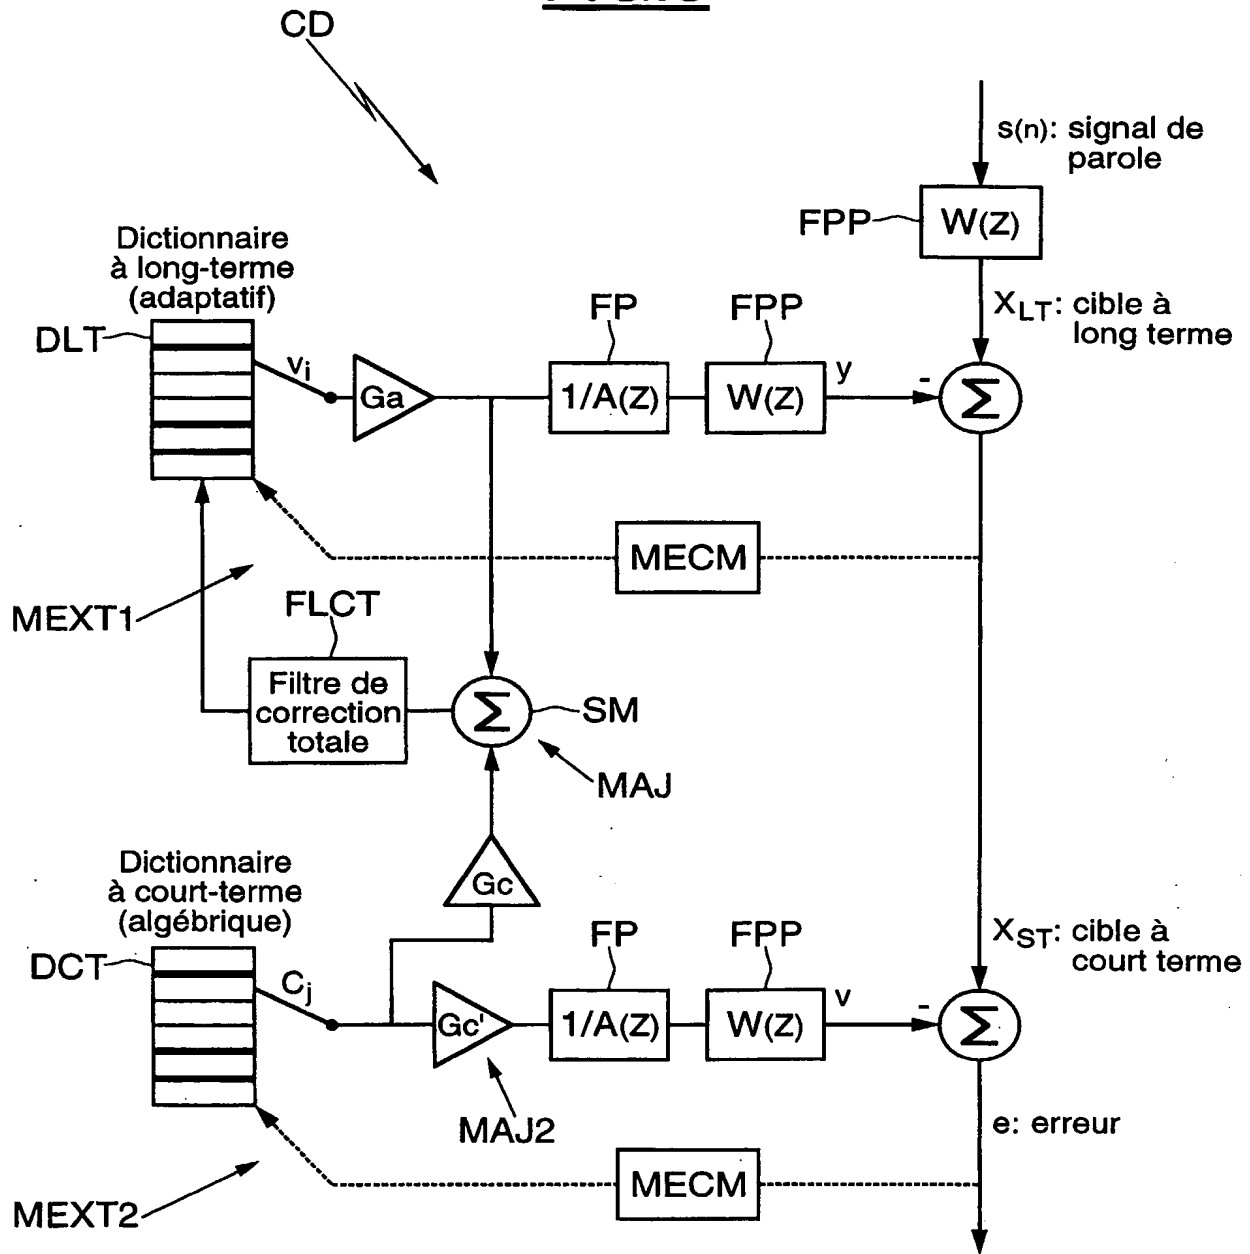 CD
s(n): signal de
parole
FPP
W(z)
Dictionnaire
à long-terme
(adaptatif)
FP
FPP
XLT: cible à
long terme
DLT
vi
Ga
1/A(z)
W(z)
y
-
Σ
MECM
MEXT1
FLCT
Filtre de
correction
totale
Σ
SM
MAJ
Dictionnaire
à court-terme
(algébrique)
Gc
FP
FPP
XST: cible à
court terme
DCT
Cj
Gc'
1/A(z)
W(z)
v
-
Σ
MAJ2
e: erreur
MECM
MEXT2